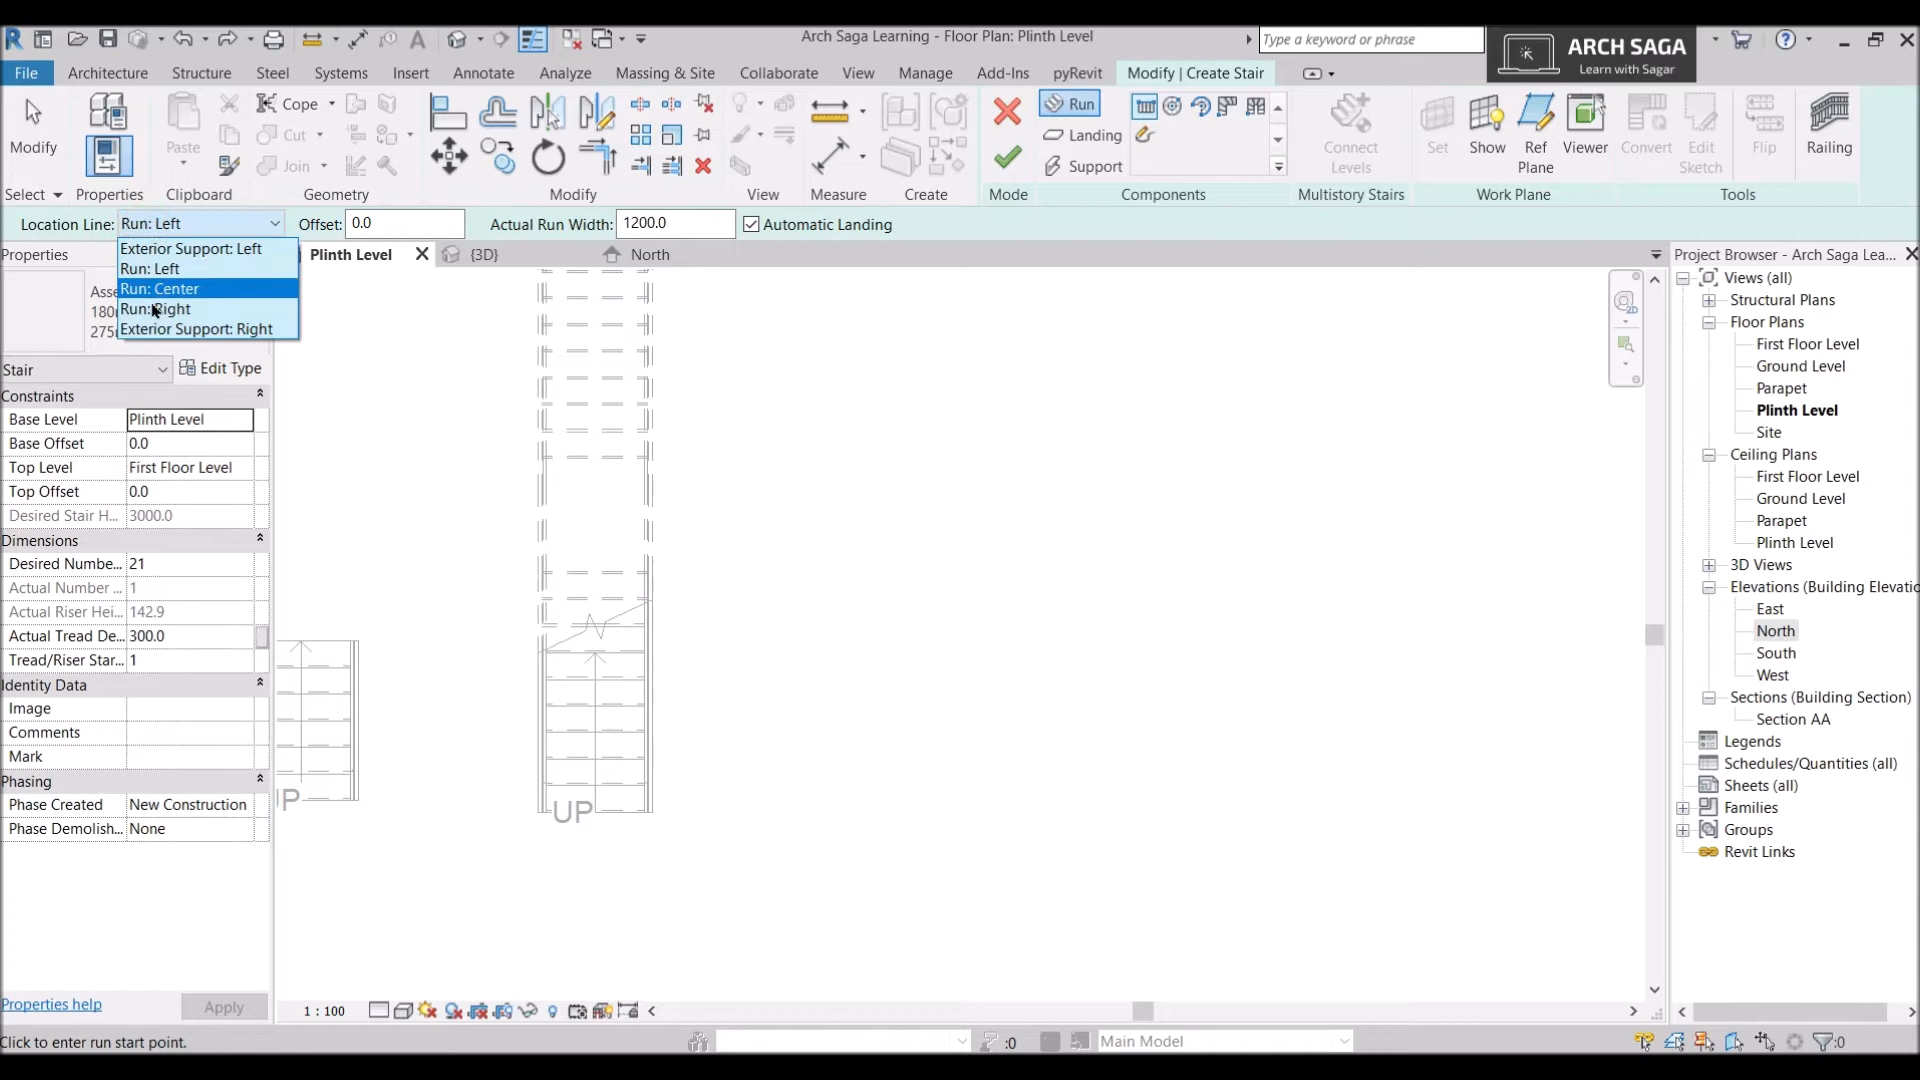 Arch Saga Learning - Floor Plan: Plinth Level
Type a keyword or phrase
ARCH SAGA
Learn with Sagar
File Architecture Structure Steel Systems Insert Annotate Analyze Massing & Site Collaborate View Manage Add-Ins pyRevit Modify | Create Stair
Cope Run
Cut Landing
Join Support
Modify Paste Connect Levels Set Show Ref Plane Viewer Convert Edit Sketch Flip Railing
Select Properties Clipboard Geometry Modify View Measure Create Mode Components Multistory Stairs Work Plane Tools
Location Line: Run: Left Offset: 0.0 Actual Run Width: 1200.0 Automatic Landing
Exterior Support: Left
Run: Left
Run: Center
Run: Right
Exterior Support: Right
Properties
Plinth Level {3D} North
Asse
180
275
Stair Edit Type
Constraints
Base Level Plinth Level
Base Offset 0.0
Top Level First Floor Level
Top Offset 0.0
Desired Stair H... 3000.0
Dimensions
Desired Numbe... 21
Actual Number ... 1
Actual Riser Hei... 142.9
Actual Tread De... 300.0
Tread/Riser Star... 1
Identity Data
Image
Comments
Mark
Phasing
Phase Created New Construction
Phase Demolish... None
Properties help Apply
UP
UP
Project Browser - Arch Saga Lea...
Views (all)
Structural Plans
Floor Plans
First Floor Level
Ground Level
Parapet
Plinth Level
Site
Ceiling Plans
First Floor Level
Ground Level
Parapet
Plinth Level
3D Views
Elevations (Building Elevatio
East
North
South
West
Sections (Building Section)
Section AA
Legends
Schedules/Quantities (all)
Sheets (all)
Families
Groups
Revit Links
1 : 100
Click to enter run start point.
:0 Main Model :0